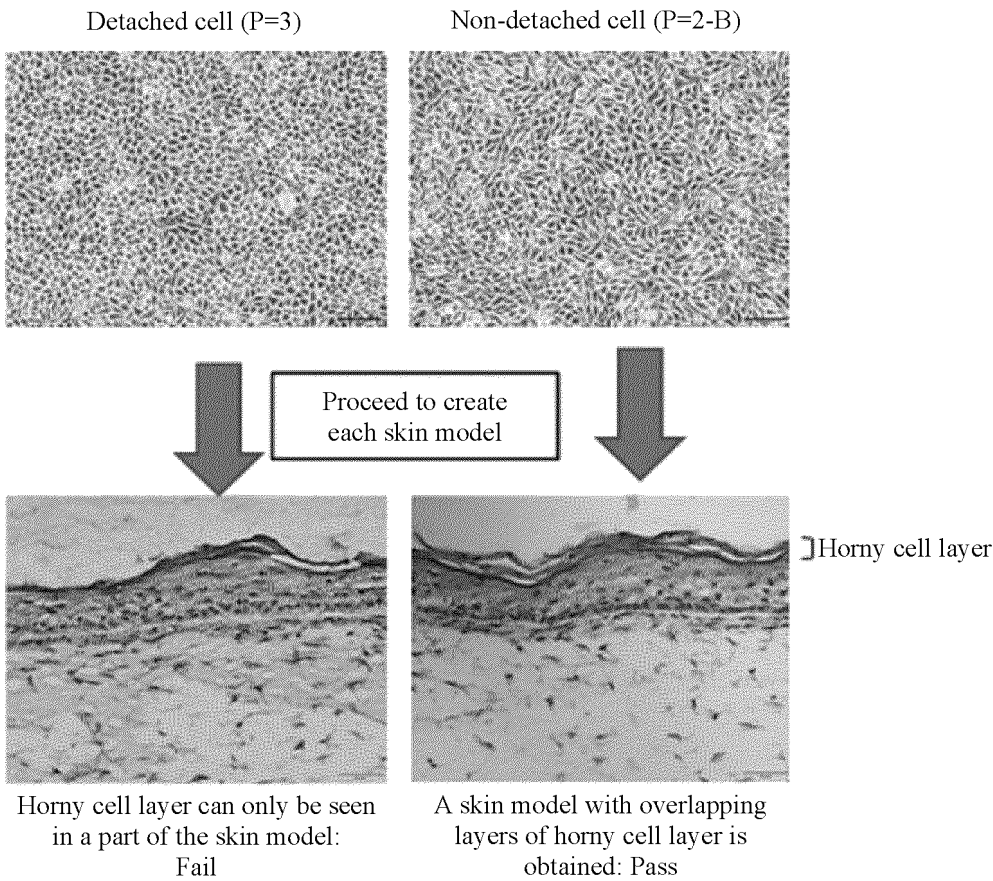 Detached cell (P=3)
Non-detached cell (P=2-B)
Proceed to create
each skin model
Horny cell layer
Horny cell layer can only be seen
in a part of the skin model:
Fail
A skin model with overlapping
layers of horny cell layer is
obtained: Pass